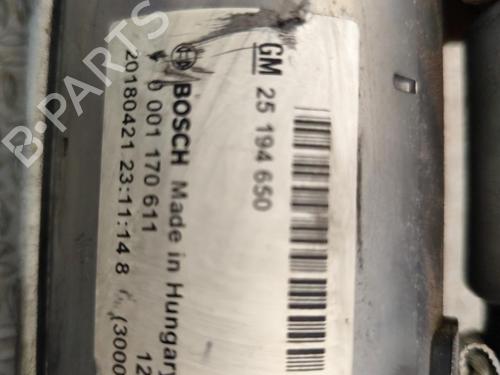 GM 25 194 650
BOSCH Made in Hungary
0 001 170 611
12
20180421 23:11:14 8
(3000
B-PARTS